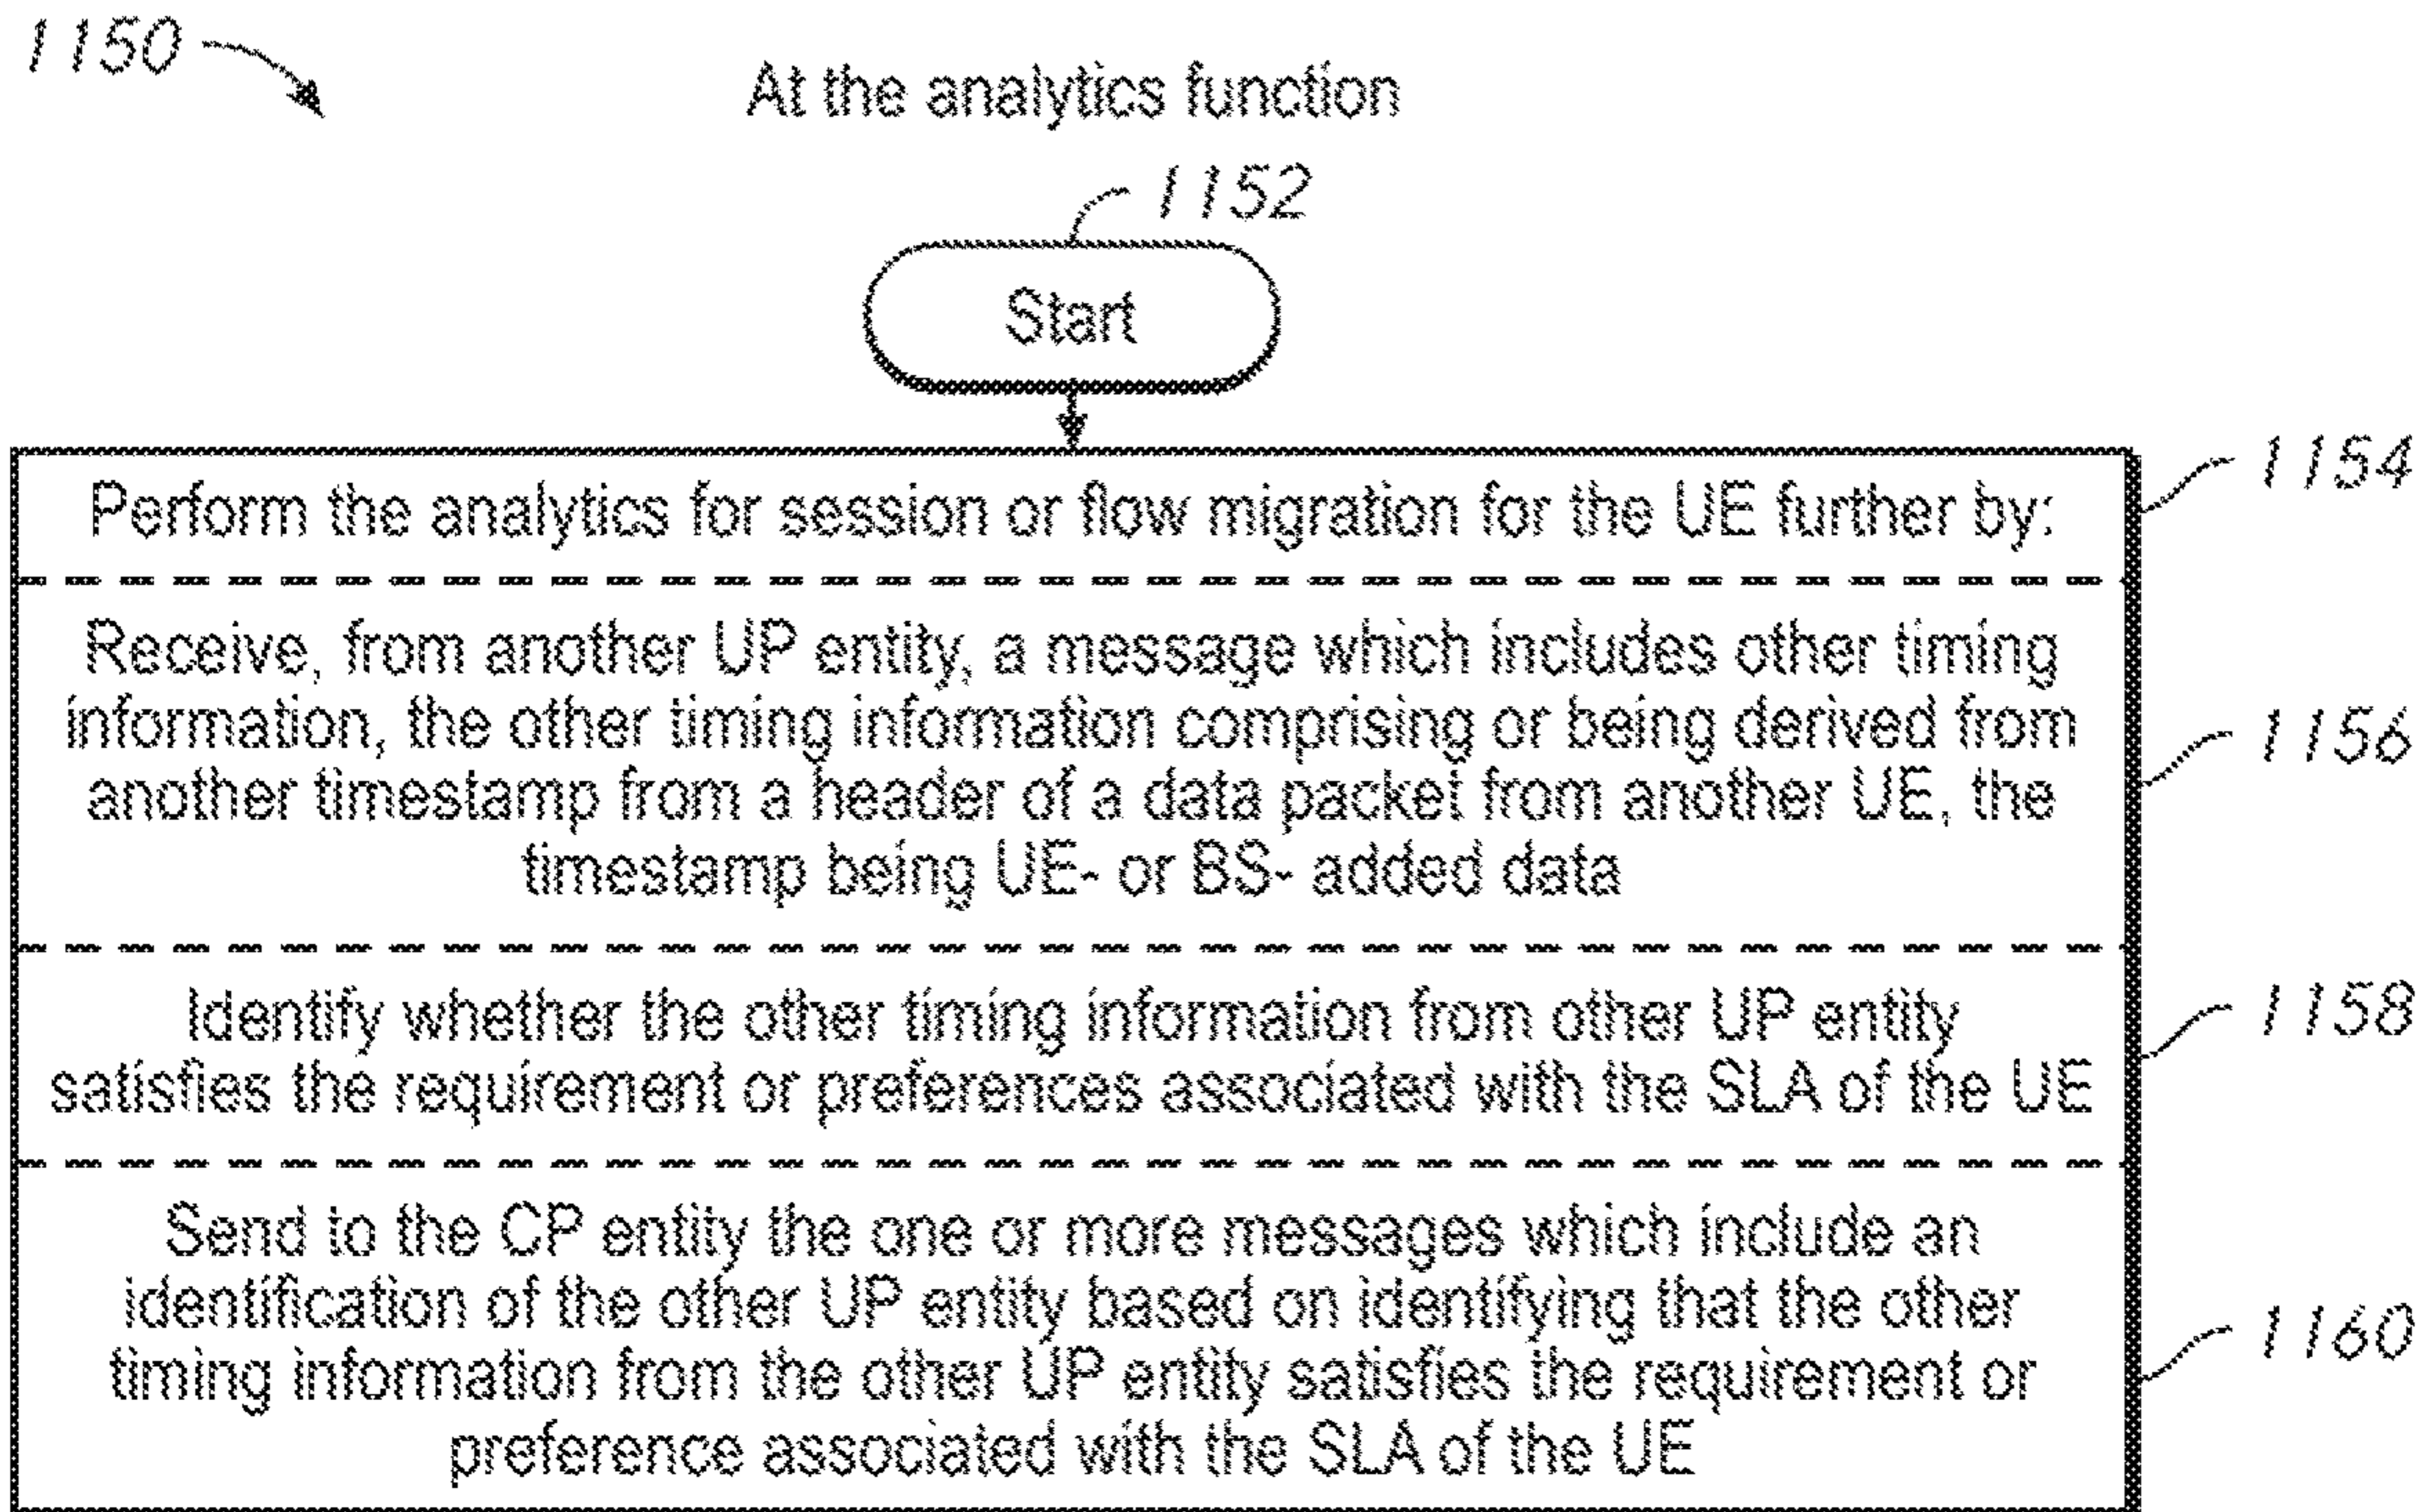 1150
At the analytics function
1152
Start
Perform the analytics for session or flow migration for the UE further by:
1154
Receive, from another UP entity, a message which includes other timing
information, the other timing information comprising or being derived from
another timestamp from a header of a data packet from another UE, the
timestamp being UE- or BS- added data
1156
Identify whether the other timing information from other UP entity
satisfies the requirement or preferences associated with the SLA of the UE
1158
Send to the CP entity the one or more messages which include an
identification of the other UP entity based on identifying that the other
timing information from the other UP entity satisfies the requirement or
preference associated with the SLA of the UE
1160